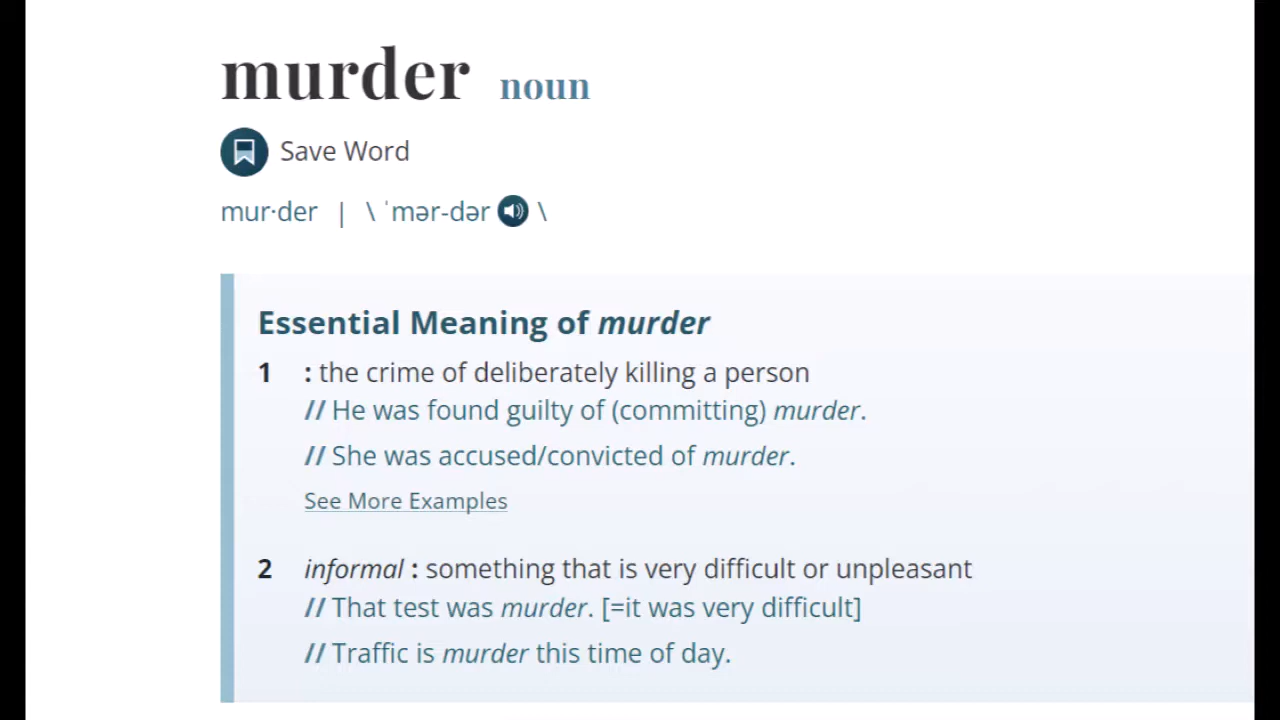 murder noun
Save Word
mur·der | \ ˈmər-dər \
Essential Meaning of murder
1 : the crime of deliberately killing a person
// He was found guilty of (committing) murder.
// She was accused/convicted of murder.
See More Examples
2 informal : something that is very difficult or unpleasant
// That test was murder. [=it was very difficult]
// Traffic is murder this time of day.